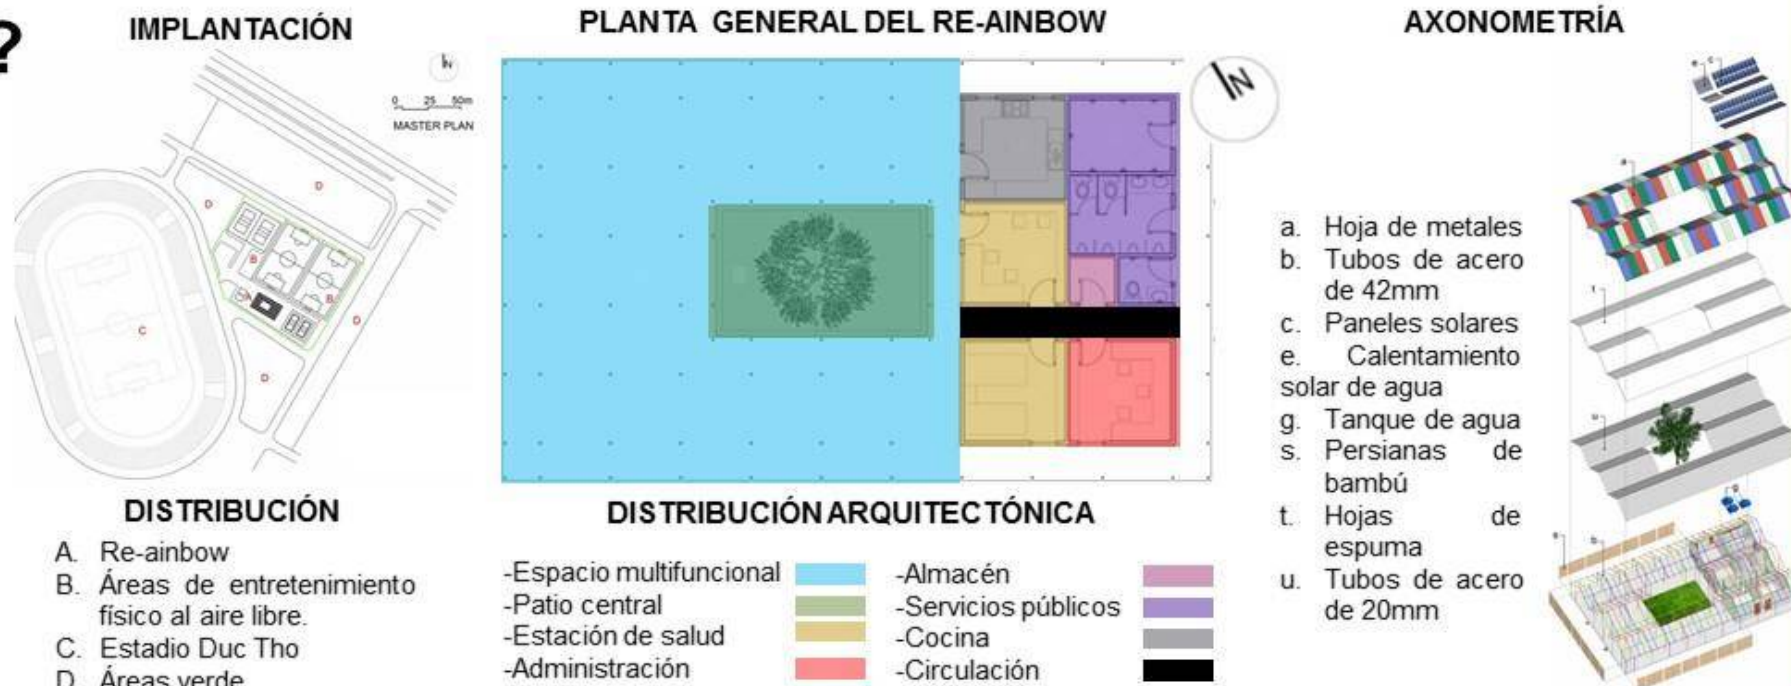 ?
IMPLANTACIÓN
N
0 25 50m
MASTER PLAN
D
D
B
B
A
D
C
D
DISTRIBUCIÓN
A. Re-ainbow
B. Áreas de entretenimiento
físico al aire libre.
C. Estadio Duc Tho
D. Áreas verde
PLANTA GENERAL DEL RE-AINBOW
N
DISTRIBUCIÓN ARQUITECTÓNICA
-Espacio multifuncional
-Patio central
-Estación de salud
-Administración
-Almacén
-Servicios públicos
-Cocina
-Circulación
AXONOMETRÍA
a. Hoja de metales
b. Tubos de acero
de 42mm
c. Paneles solares
e. Calentamiento
solar de agua
g. Tanque de agua
s. Persianas de
bambú
t. Hojas de
espuma
u. Tubos de acero
de 20mm
e c
a
t
u
g
s b